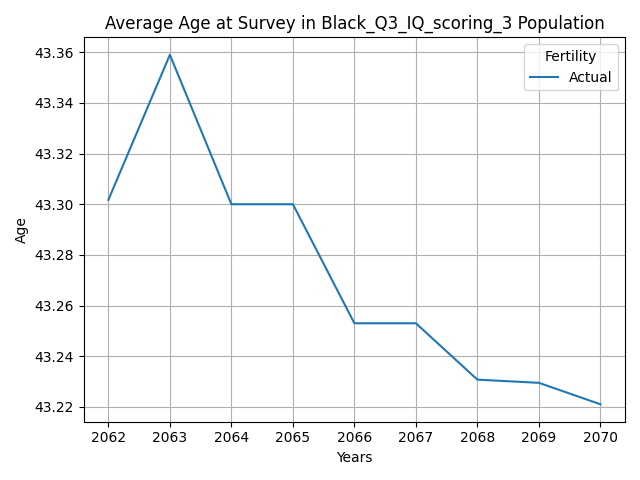 Average Age at Survey in Black_Q3_IQ_scoring_3 Population
Fertility
Actual
43.36
43.34
43.32
43.30
43.28
43.26
43.24
43.22
Age
2062 2063 2064 2065 2066 2067 2068 2069 2070
Years